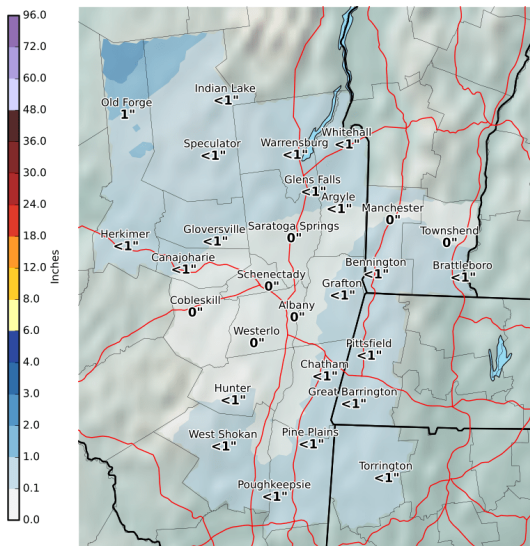 96.0
72.0
60.0
48.0
36.0
30.0
24.0
18.0
12.0
8.0
6.0
4.0
3.0
2.0
1.0
0.1
0.0
Inches
Old Forge
1"
Indian Lake
<1"
Speculator
<1"
Warrensburg
<1"
Whitehall
<1"
Glens Falls
<1"
Argyle
<1"
Manchester
0"
Herkimer
<1"
Gloversville
<1"
Saratoga Springs
0"
Townshend
0"
Canajoharie
<1"
Schenectady
0"
Bennington
<1"
Brattleboro
<1"
Grafton
<1"
Cobleskill
0"
Albany
0"
Westerlo
0"
Pittsfield
<1"
Chatham
<1"
Hunter
<1"
Great Barrington
<1"
West Shokan
<1"
Pine Plains
<1"
Torrington
<1"
Poughkeepsie
<1"